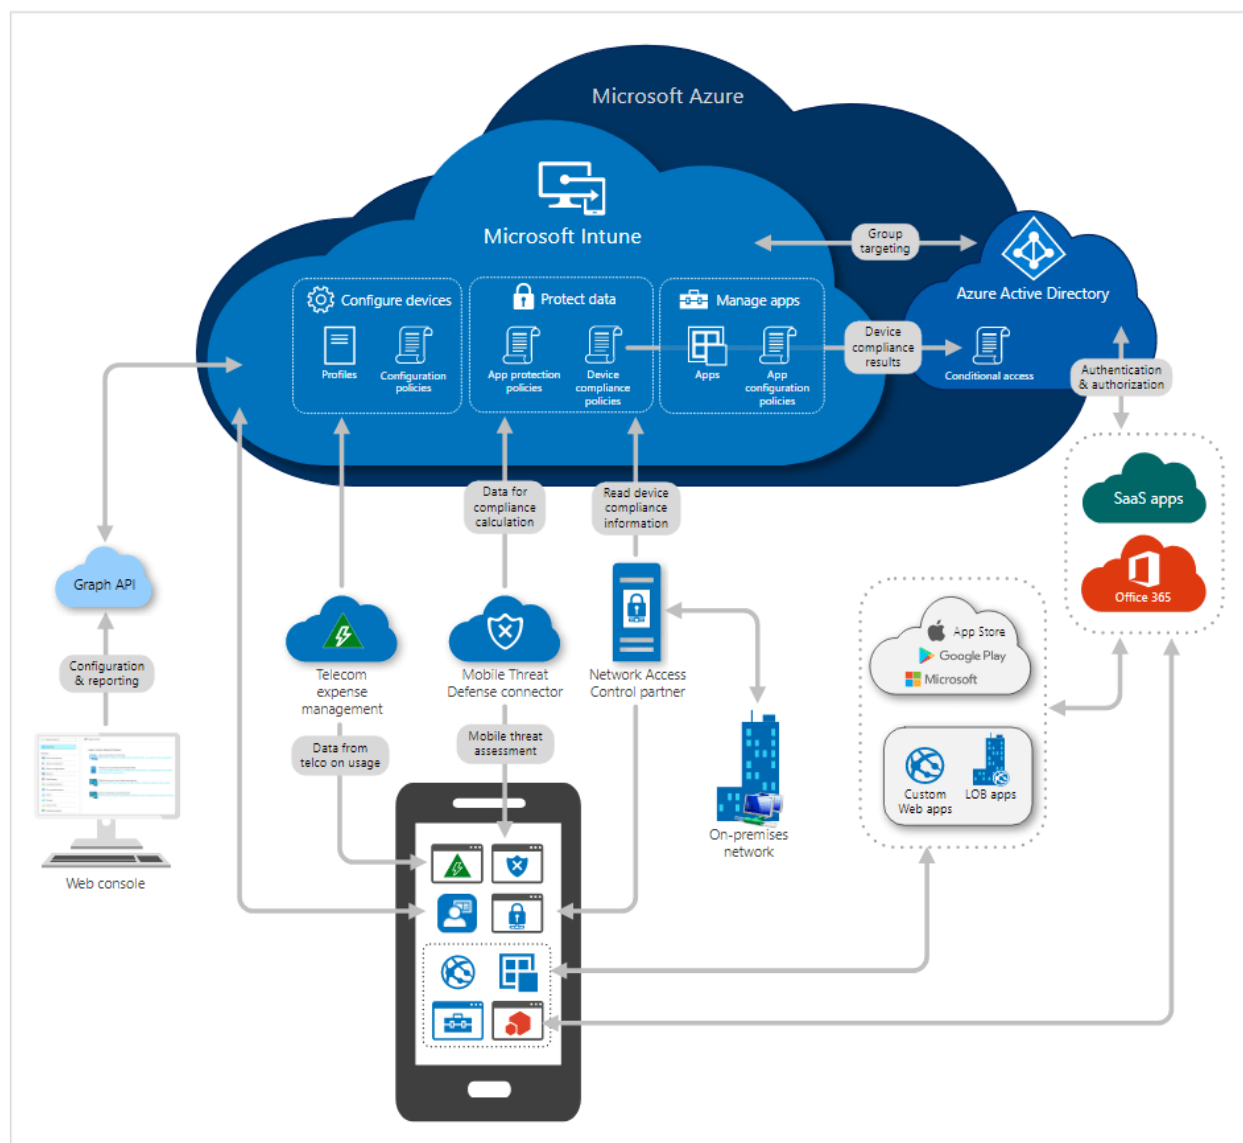 Microsoft Azure
Microsoft Intune
Group
targeting
Azure Active Directory
Configure devices
Protect data
Manage apps
Profiles
Configuration
policies
App protection
policies
Device
compliance
policies
Apps
App
configuration
policies
Device
compliance
results
Conditional access
Authentication
& authorization
Data for
compliance
calculation
Read device
compliance
information
SaaS apps
Office 365
Graph API
Configuration
& reporting
Telecom
expense
management
Mobile Threat
Defense connector
Network Access
Control partner
App Store
Google Play
Microsoft
Data from
telco on usage
Mobile threat
assessment
Custom
Web apps
LOB apps
On-premises
network
Web console